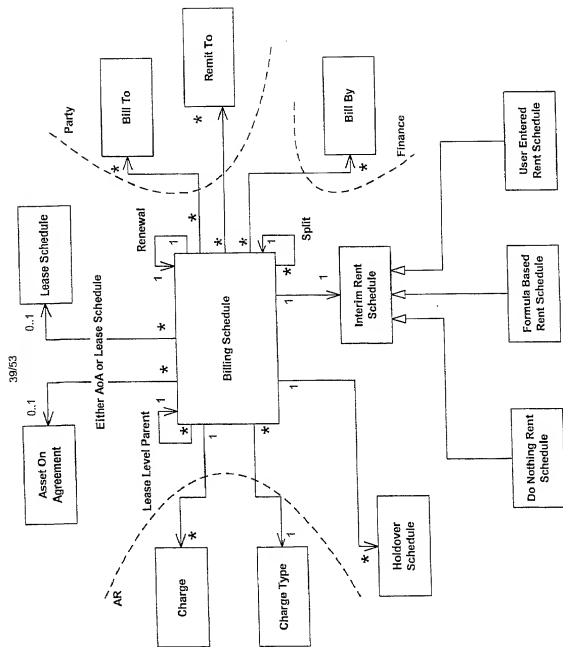 39/53
Party
Bill To
Remit To
Bill By
Finance
Lease Schedule
Asset On
Agreement
0..1
0..1
Either AoA or Lease Schedule
*
*
Renewal
1
1
*
*
*
*
*
*
Billing Schedule
Split
1
*
Lease Level Parent
1
*
AR
Charge
*
1
Charge Type
1
*
Holdover
Schedule
*
1
Interim Rent
Schedule
1
1
Do Nothing Rent
Schedule
Formula Based
Rent Schedule
User Entered
Rent Schedule